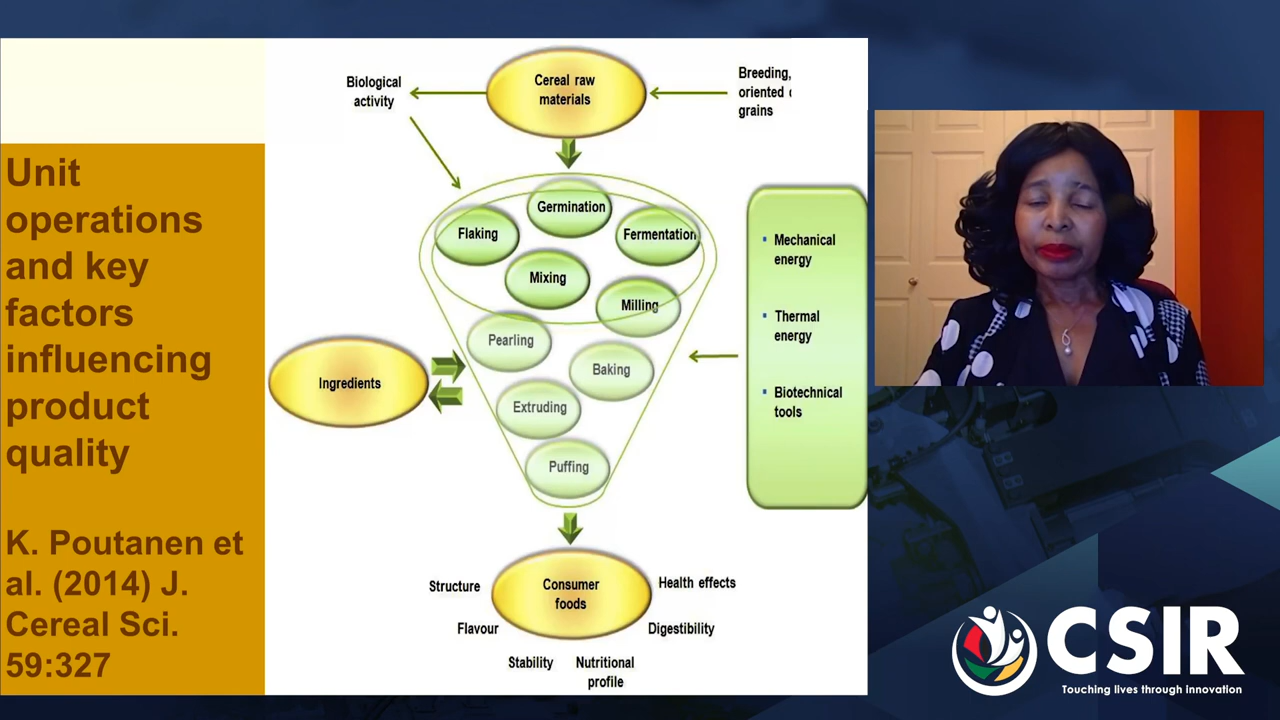 Unit
operations
and key
factors
influencing
product
quality
K. Poutanen et
al. (2014) J.
Cereal Sci.
59:327
Biological
activity
Cereal raw
materials
Breeding,
oriented
grains
Germination
Flaking
Fermentation
Mixing
Milling
Pearling
Baking
Extruding
Puffing
Ingredients
▪ Mechanical
energy
▪ Thermal
energy
▪ Biotechnical
tools
Consumer
foods
Structure
Flavour
Stability
Nutritional
profile
Digestibility
Health effects
CSIR
Touching lives through innovation